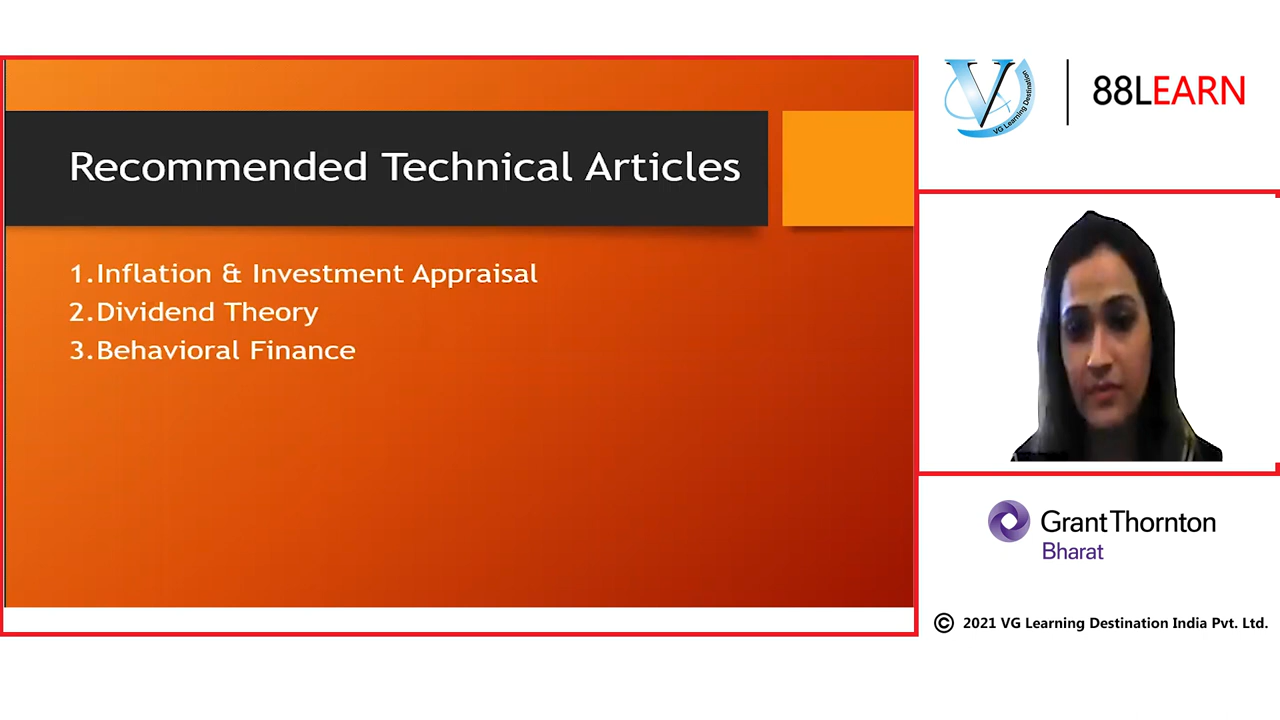 Recommended Technical Articles
1.Inflation & Investment Appraisal
2.Dividend Theory
3.Behavioral Finance
V
VG Learning Destination
88LEARN
Grant Thornton
Bharat
© 2021 VG Learning Destination India Pvt. Ltd.